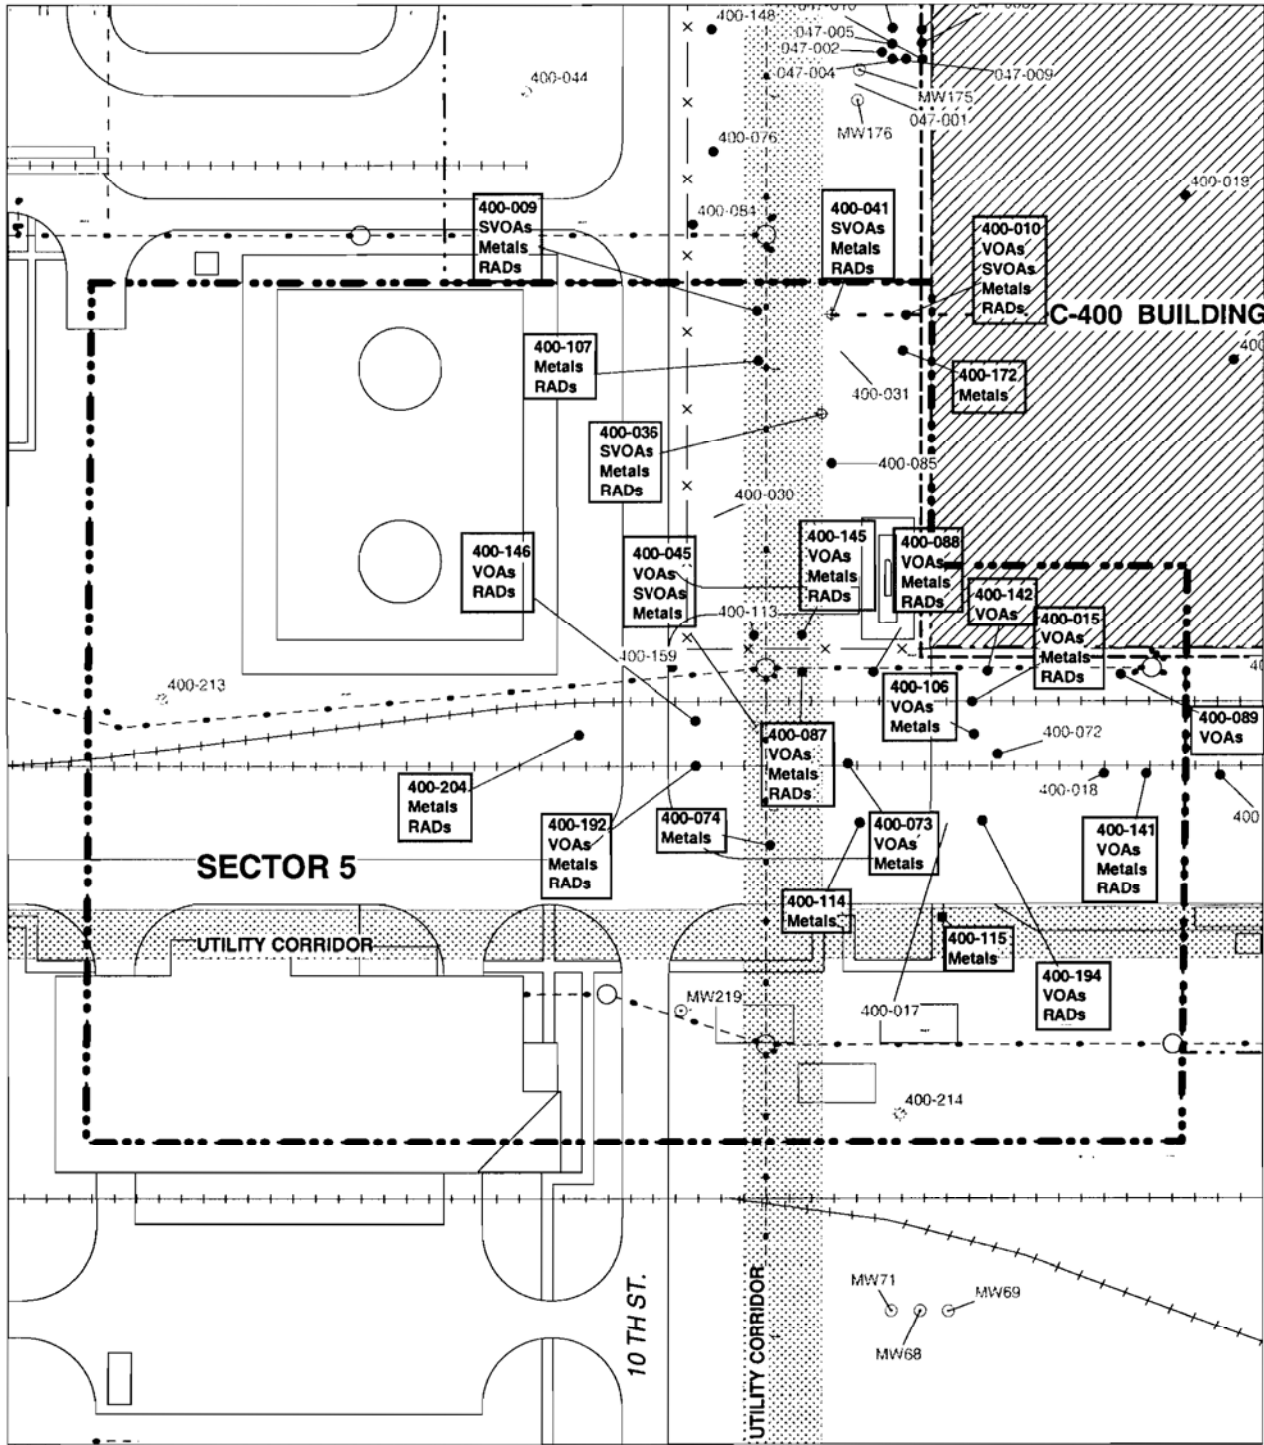 400-148
047-005
047-002
047-004
047-009
400-044
MW175
047-001
MW176
400-076
400-019
400-084
400-009
SVOAs
Metals
RADs
400-041
SVOAs
Metals
RADs
400-010
VOAs
SVOAs
Metals
RADs
C-400 BUILDING
400-107
Metals
RADs
400-172
Metals
400-031
400-036
SVOAs
Metals
RADs
400-085
400-030
400-146
VOAs
RADs
400-045
VOAs
SVOAs
Metals
400-145
VOAs
Metals
RADs
400-088
VOAs
Metals
RADs
400-142
VOAs
400-113
400-015
VOAs
Metals
RADs
400-159
400-213
400-106
VOAs
Metals
400-089
VOAs
400-087
VOAs
Metals
RADs
400-072
400-018
400
400-204
Metals
RADs
400-192
VOAs
Metals
RADs
400-074
Metals
400-073
VOAs
Metals
400-141
VOAs
Metals
RADs
SECTOR 5
400-114
Metals
UTILITY CORRIDOR
400-115
Metals
400-194
VOAs
RADs
MW219
400-017
400-214
10 TH ST.
UTILITY CORRIDOR
MW71
MW69
MW68